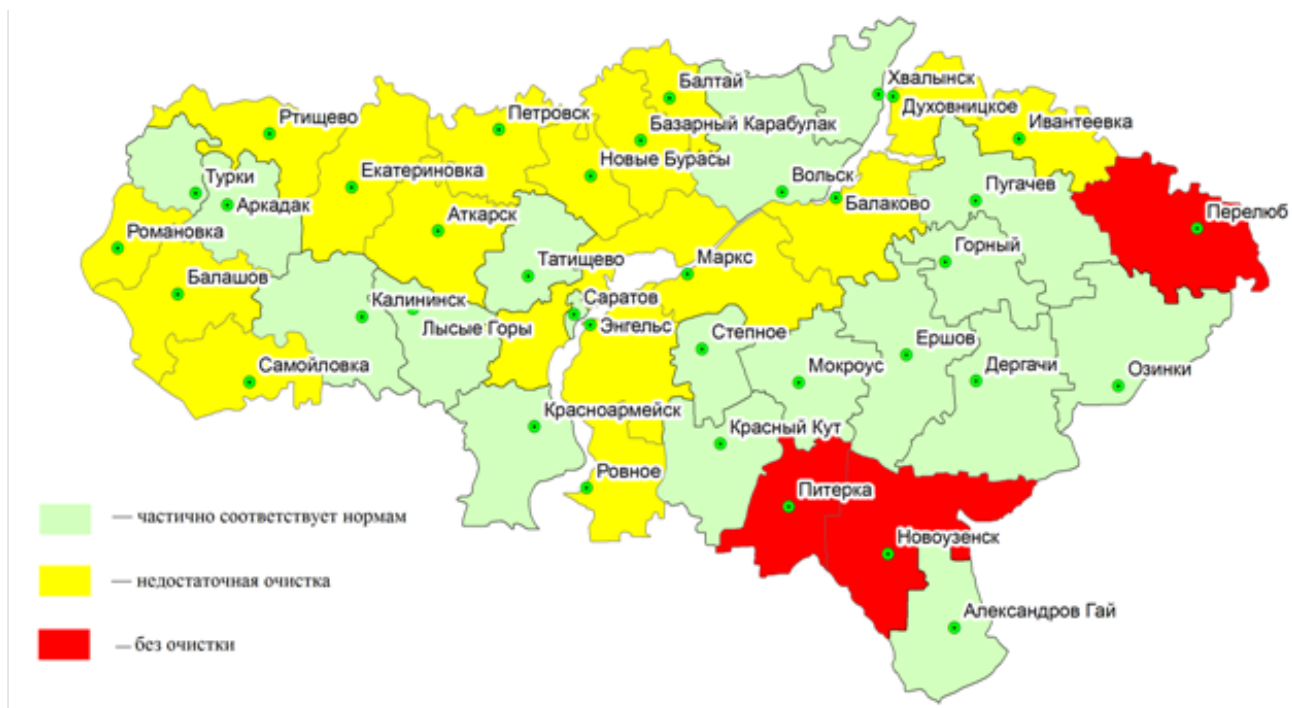 Балтай
Хвалынск
Духовницкое
Ртищево
Петровск
Базарный Карабулак
Ивантеевка
Новые Бурасы
Турки
Екатериновка
Вольск
Пугачев
Аркадак
Балаково
Перелюб
Аткарск
Романовка
Горный
Татищево
Маркс
Балашов
Калининск
Саратов
Лысые Горы
Энгельс
Степное
Ершов
Самойловка
Мокроус
Дергачи
Озинки
Красноармейск
Красный Кут
Ровное
Питерка
— частично соответствует нормам
Новоузенск
— недостаточная очистка
Александров Гай
— без очистки